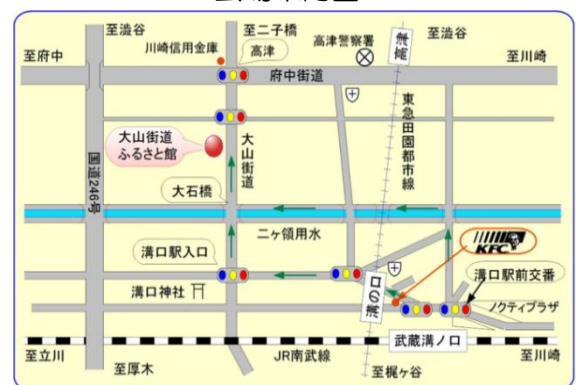 至渋谷
至二子橋
高津警察署
至渋谷
至府中
川崎信用金庫
高津
至川崎
府中街道
大山街道
ふるさと館
大山街道
東急田園都市線
国道246号
大石橋
二ヶ領用水
KFC
溝口駅入口
溝口駅前交番
溝口神社
溝の口
ノクティプラザ
武蔵溝ノ口
至立川
至厚木
JR南武線
至梶ヶ谷
至川崎